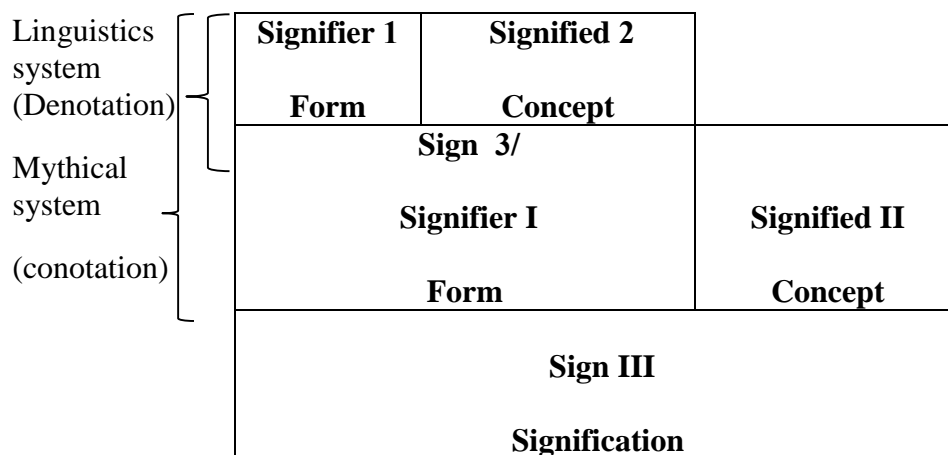 Linguistics
system
(Denotation)
Mythical
system
(conotation)
Signifier 1
Form
Signified 2
Concept
Sign 3/
Signifier I
Form
Signified II
Concept
Sign III
Signification